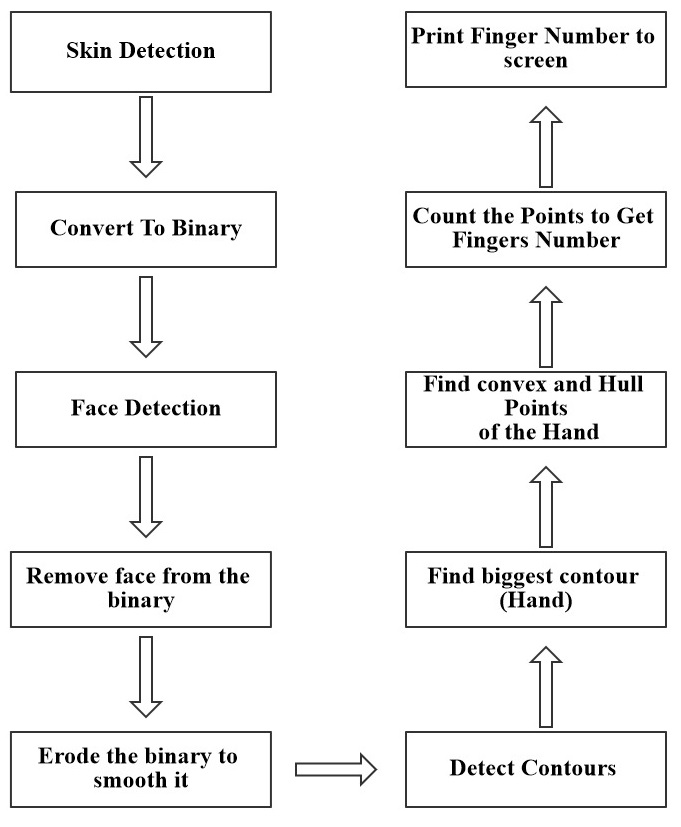 Skin Detection
Convert To Binary
Face Detection
Remove face from the
binary
Erode the binary to
smooth it
Detect Contours
Find biggest contour
(Hand)
Find convex and Hull
Points
of the Hand
Count the Points to Get
Fingers Number
Print Finger Number to
screen